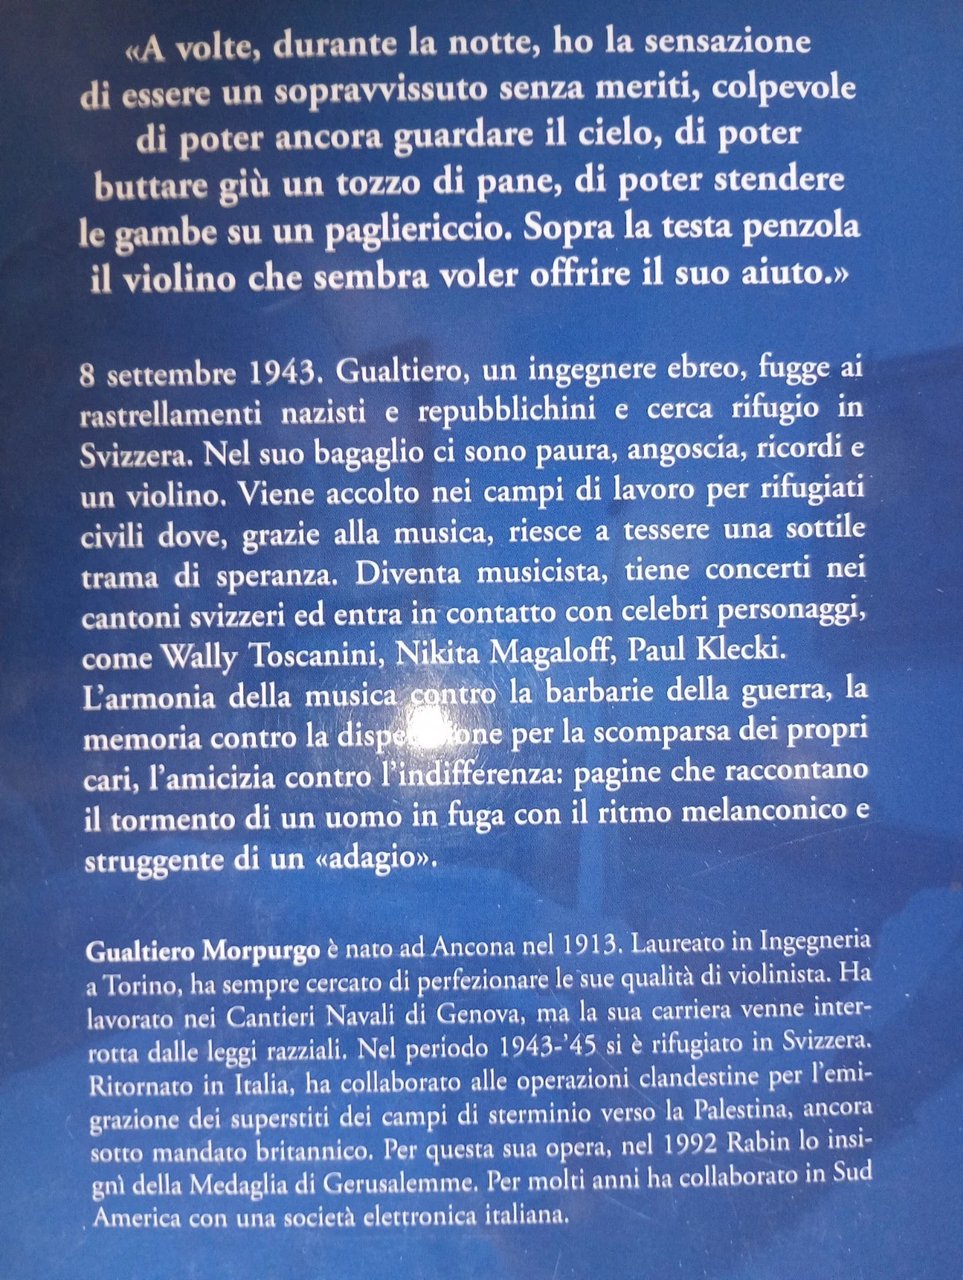 «A volte, durante la notte, ho la sensazione
di essere un sopravvissuto senza meriti, colpevole
di poter ancora guardare il cielo, di poter
buttare giù un tozzo di pane, di poter stendere
le gambe su un pagliericcio. Sopra la testa penzola
il violino che sembra voler offrire il suo aiuto.»
8 settembre 1943. Gualtiero, un ingegnere ebreo, fugge ai
rastrellamenti nazisti e repubblichini e cerca rifugio in
Svizzera. Nel suo bagaglio ci sono paura, angoscia, ricordi e
un violino. Viene accolto nei campi di lavoro per rifugiati
civili dove, grazie alla musica, riesce a tessere una sottile
trama di speranza. Diventa musicista, tiene concerti nei
cantoni svizzeri ed entra in contatto con celebri personaggi,
come Wally Toscanini, Nikita Magaloff, Paul Klecki.
L'armonia della musica contro la barbarie della guerra, la
memoria contro la disperazione per la scomparsa dei propri
cari, l'amicizia contro l'indifferenza: pagine che raccontano
il tormento di un uomo in fuga con il ritmo melanconico e
struggente di un «adagio».
Gualtiero Morpurgo è nato ad Ancona nel 1913. Laureato in Ingegneria
a Torino, ha sempre cercato di perfezionare le sue qualità di violinista. Ha
lavorato nei Cantieri Navali di Genova, ma la sua carriera venne inter-
rotta dalle leggi razziali. Nel periodo 1943-'45 si è rifugiato in Svizzera.
Ritornato in Italia, ha collaborato alle operazioni clandestine per l'emi-
grazione dei superstiti dei campi di sterminio verso la Palestina, ancora
sotto mandato britannico. Per questa sua opera, nel 1992 Rabin lo insi-
gnì della Medaglia di Gerusalemme. Per molti anni ha collaborato in Sud
America con una società elettronica italiana.